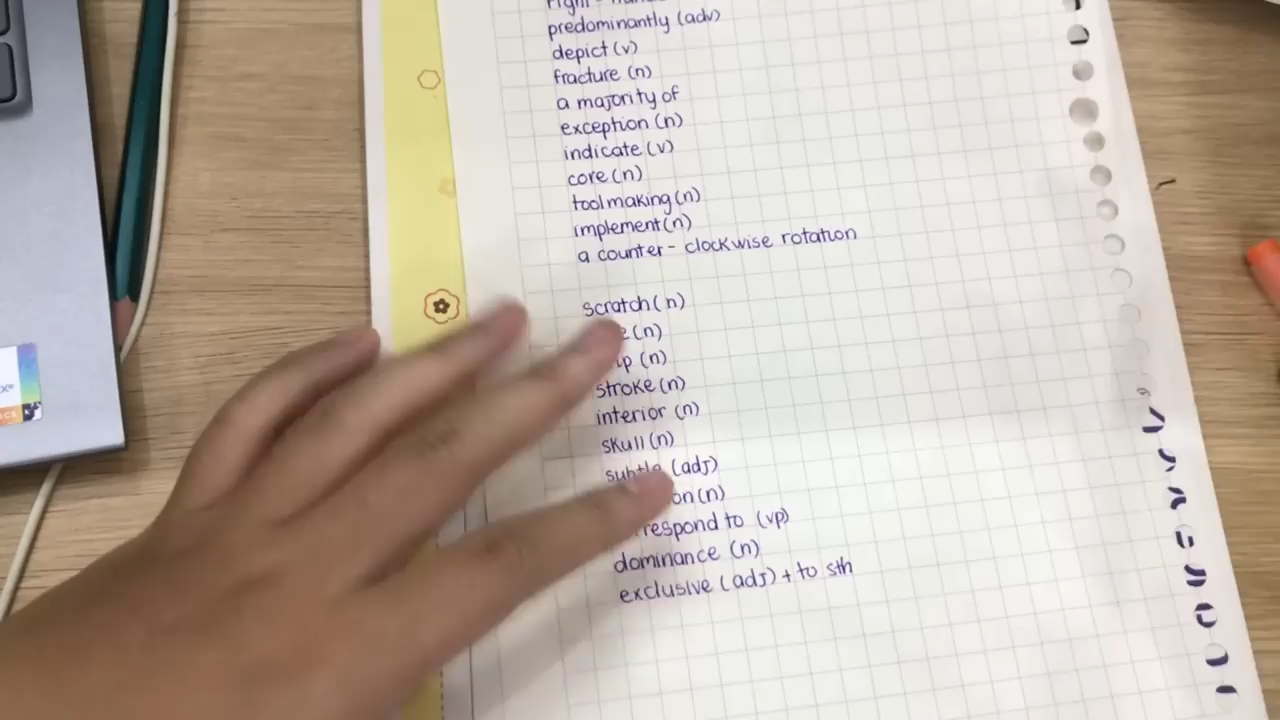 predominantly (adv)
depict (v)
fracture (n)
a majority of
exception (n)
indicate (v)
core (n)
toolmaking (n)
implement (n)
a counter - clockwise rotation
scratch (n)
(n)
(n)
stroke (n)
interior (n)
skull (n)
subtle (adj)
(n)
to (vp)
dominance (n)
exclusive (adj) + to sth